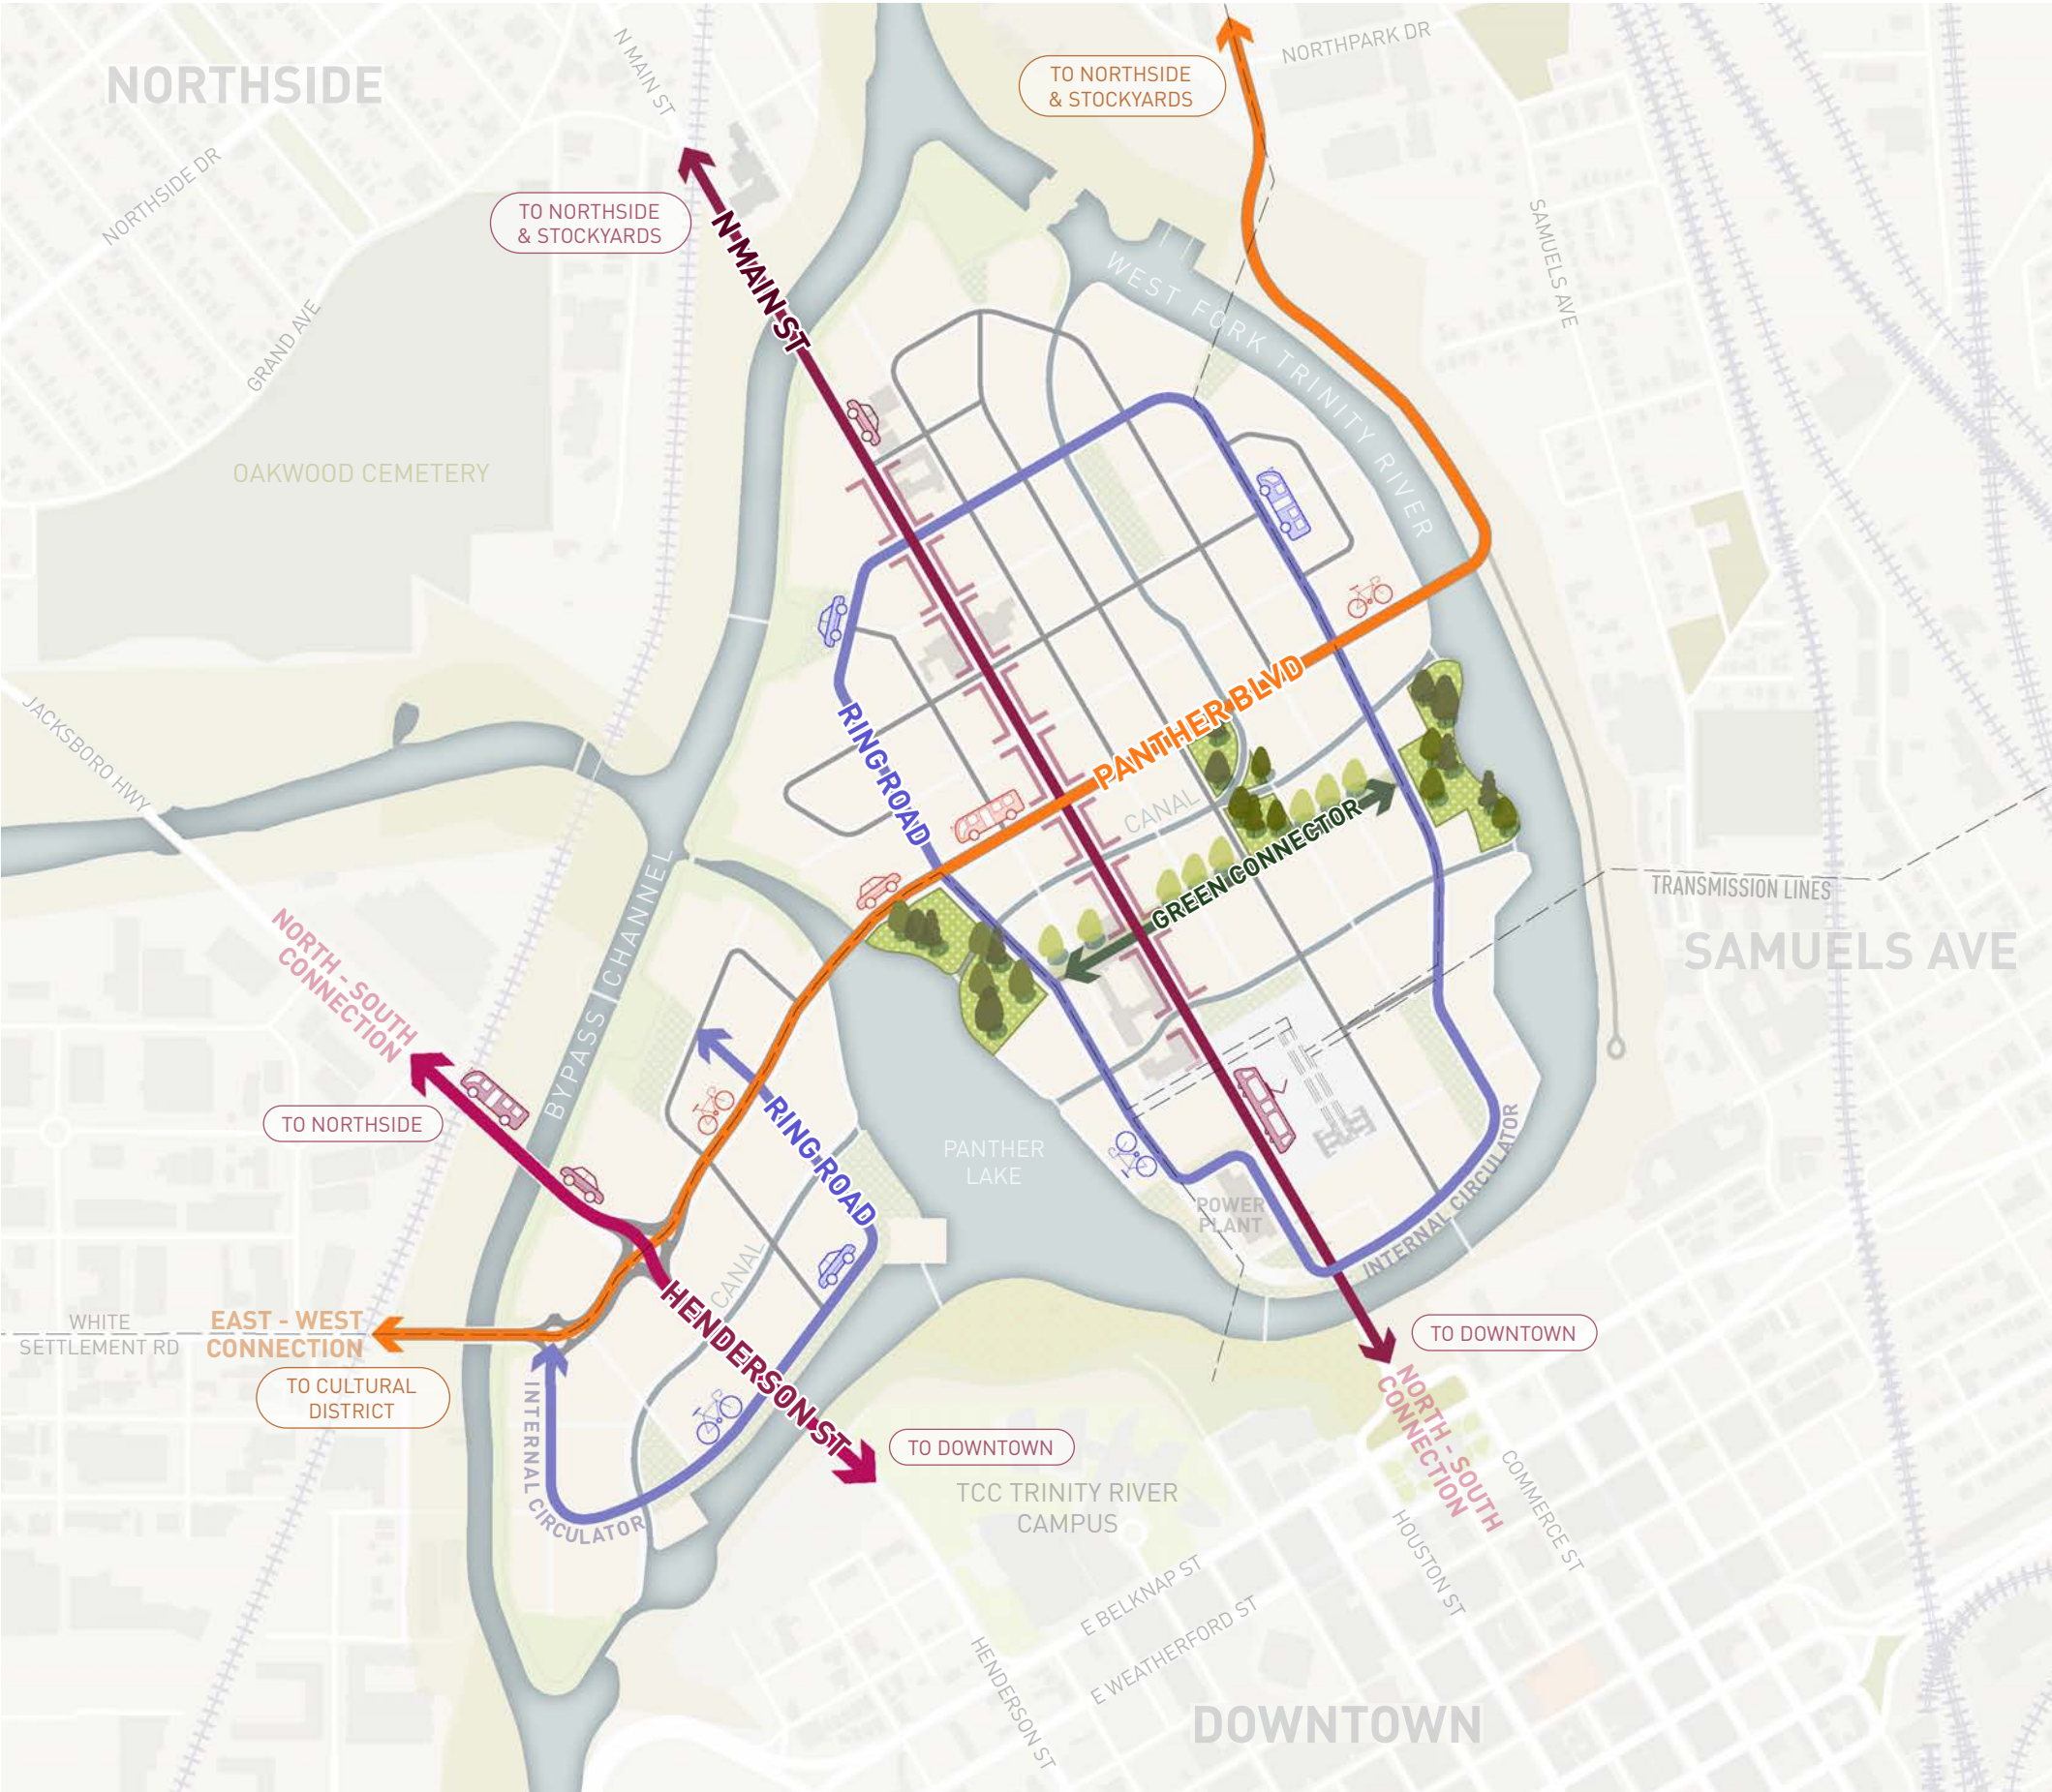 NORTHSIDE
N MAIN ST
TO NORTHSIDE
& STOCKYARDS
NORTHPARK DR
NORTHSIDE DR
TO NORTHSIDE
& STOCKYARDS
N MAIN ST
SAMUELS AVE
WEST FORK TRINITY RIVER
GRAND AVE
OAKWOOD CEMETERY
JACKSBORO HWY
RING ROAD
PANTHER BLVD
CANAL
GREEN CONNECTOR
TRANSMISSION LINES
SAMUELS AVE
BYPASS CHANNEL
NORTH - SOUTH
CONNECTION
TO NORTHSIDE
RING ROAD
PANTHER
LAKE
POWER
PLANT
INTERNAL CIRCULATOR
CANAL
HENDERSON ST
WHITE
SETTLEMENT RD
EAST - WEST
CONNECTION
TO CULTURAL
DISTRICT
TO DOWNTOWN
NORTH - SOUTH
CONNECTION
INTERNAL CIRCULATOR
TO DOWNTOWN
TCC TRINITY RIVER
CAMPUS
COMMERCE ST
HOUSTON ST
E BELKNAP ST
E WEATHERFORD ST
HENDERSON ST
DOWNTOWN